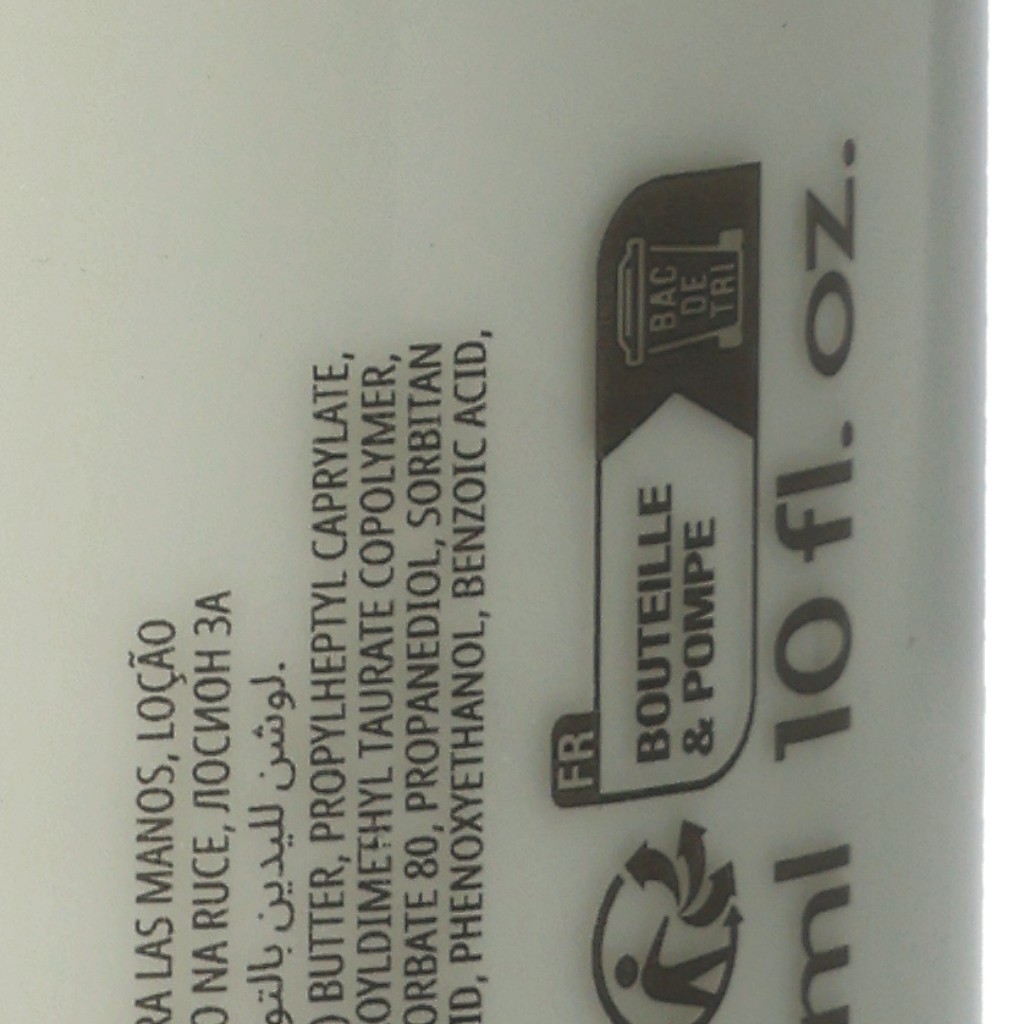 RA LAS MANOS, LOÇÃO
NA RUCE, ЛОСИОН ЗА
لوشن لليدين بالتو.
) BUTTER, PROPYLHEPTYL CAPRYLATE,
OYLDIMETHYL TAURATE COPOLYMER,
ORBATE 80, PROPANEDIOL, SORBITAN
ID, PHENOXYETHANOL, BENZOIC ACID,
FR
BOUTEILLE
& POMPE
BAC
DE
TRI
ml 10 fl. oz.